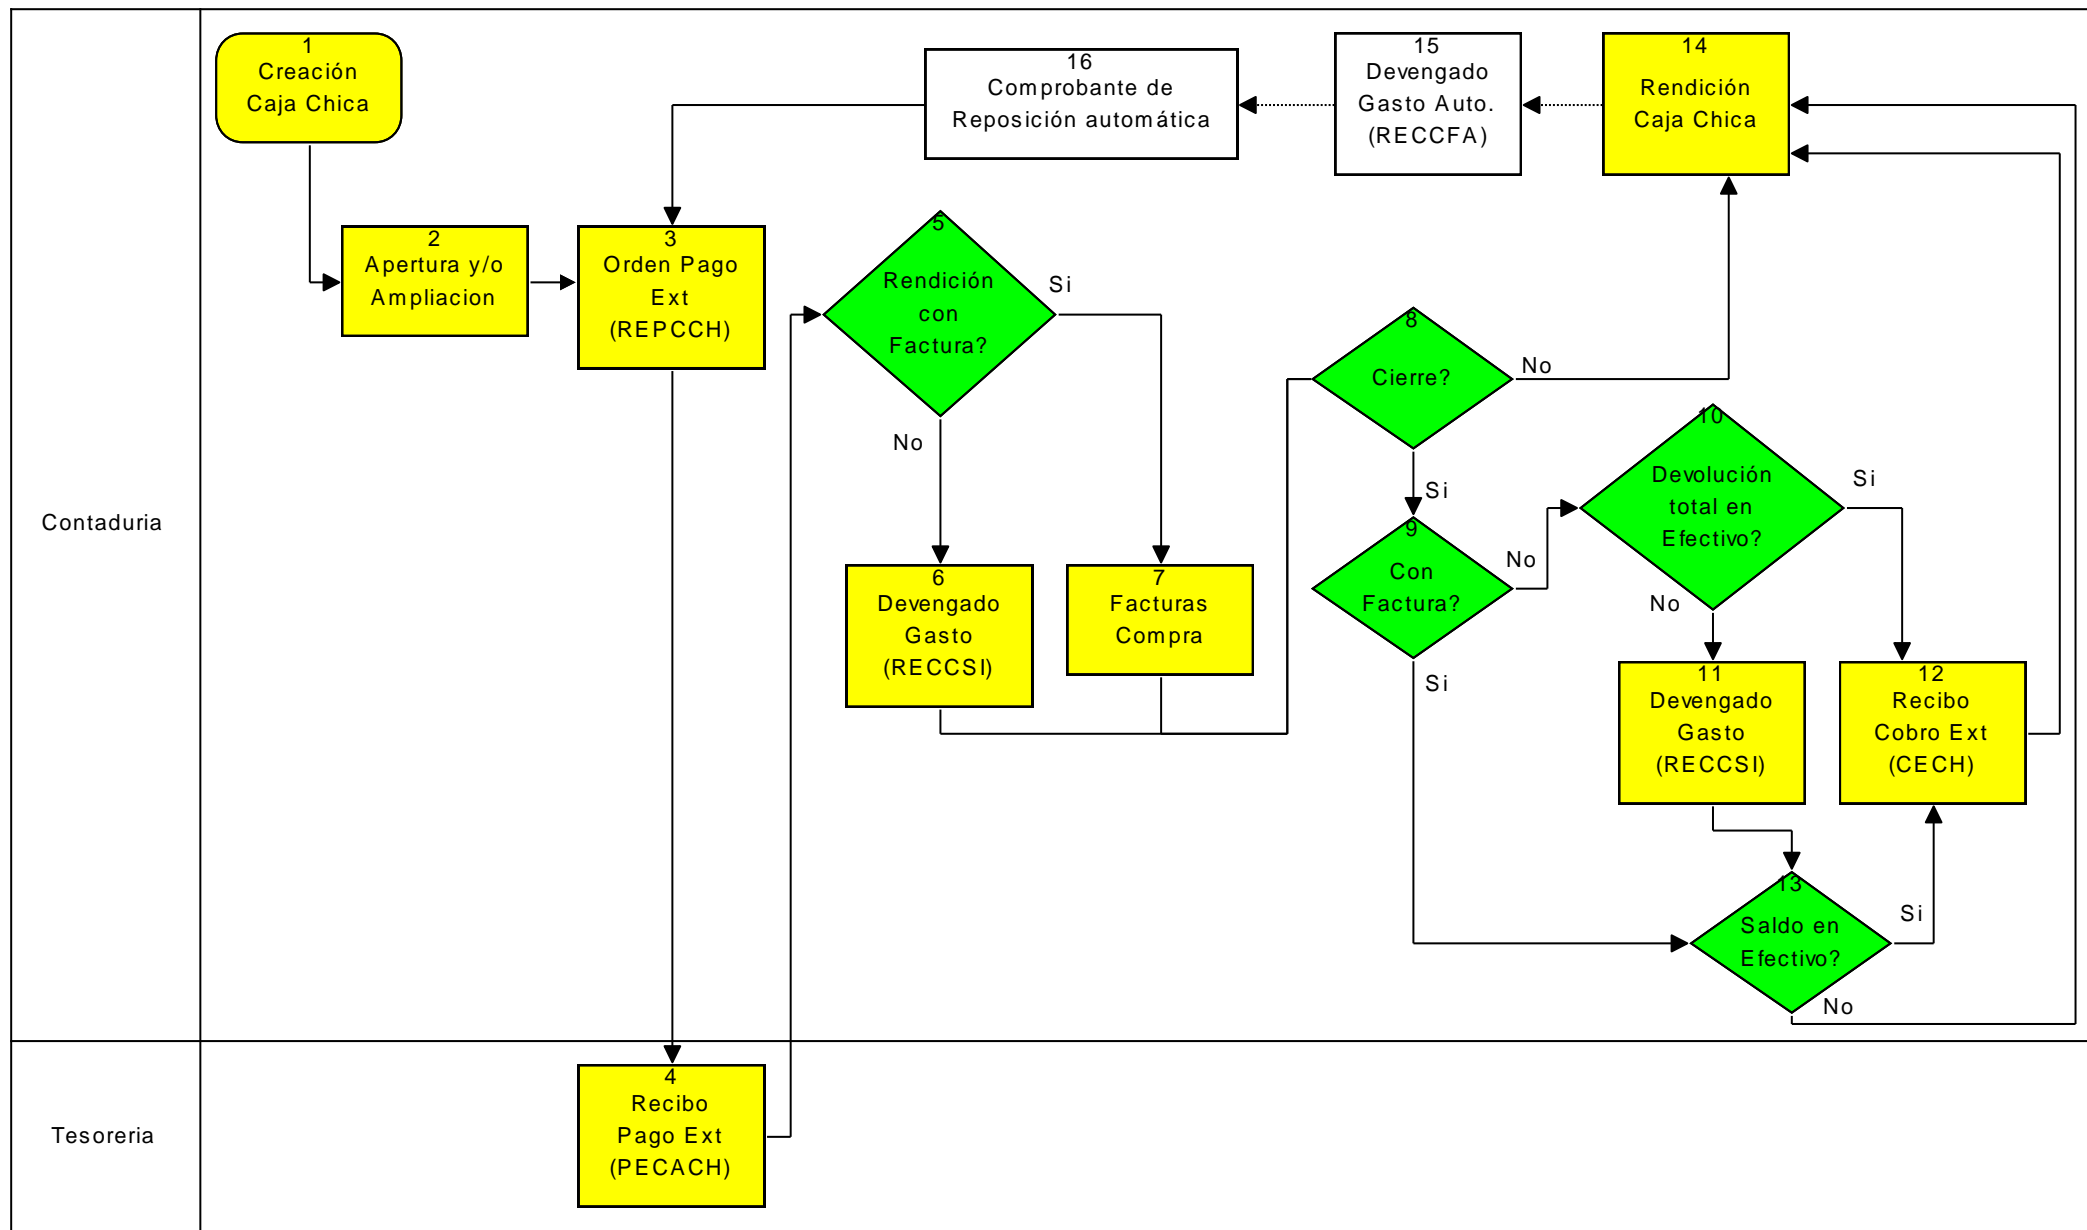 Contaduria
1
Creación
Caja Chica
2
Apertura y/o
Ampliacion
3
Orden Pago
Ext
(REPCCH)
16
Comprobante de
Reposición automática
15
Devengado
Gasto Auto.
(RECCFA)
14
Rendición
Caja Chica
5
Rendición
con
Factura?
Si
No
6
Devengado
Gasto
(RECCSI)
7
Facturas
Compra
8
Cierre?
No
Si
9
Con
Factura?
No
Si
10
Devolución
total en
Efectivo?
Si
No
11
Devengado
Gasto
(RECCSI)
12
Recibo
Cobro Ext
(CECH)
13
Saldo en
Efectivo?
Si
No
Tesoreria
4
Recibo
Pago Ext
(PECACH)